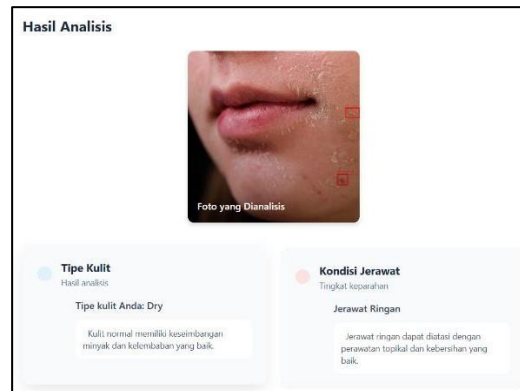 Hasil Analisis
Foto yang Dianalisis
Tipe Kulit
Hasil analisis
Tipe kulit Anda: Dry
Kulit normal memiliki keseimbangan
minyak dan kelembaban yang baik.
Kondisi Jerawat
Tingkat keparahan
Jerawat Ringan
Jerawat ringan dapat diatasi dengan
perawatan topikal dan kebersihan yang
baik.